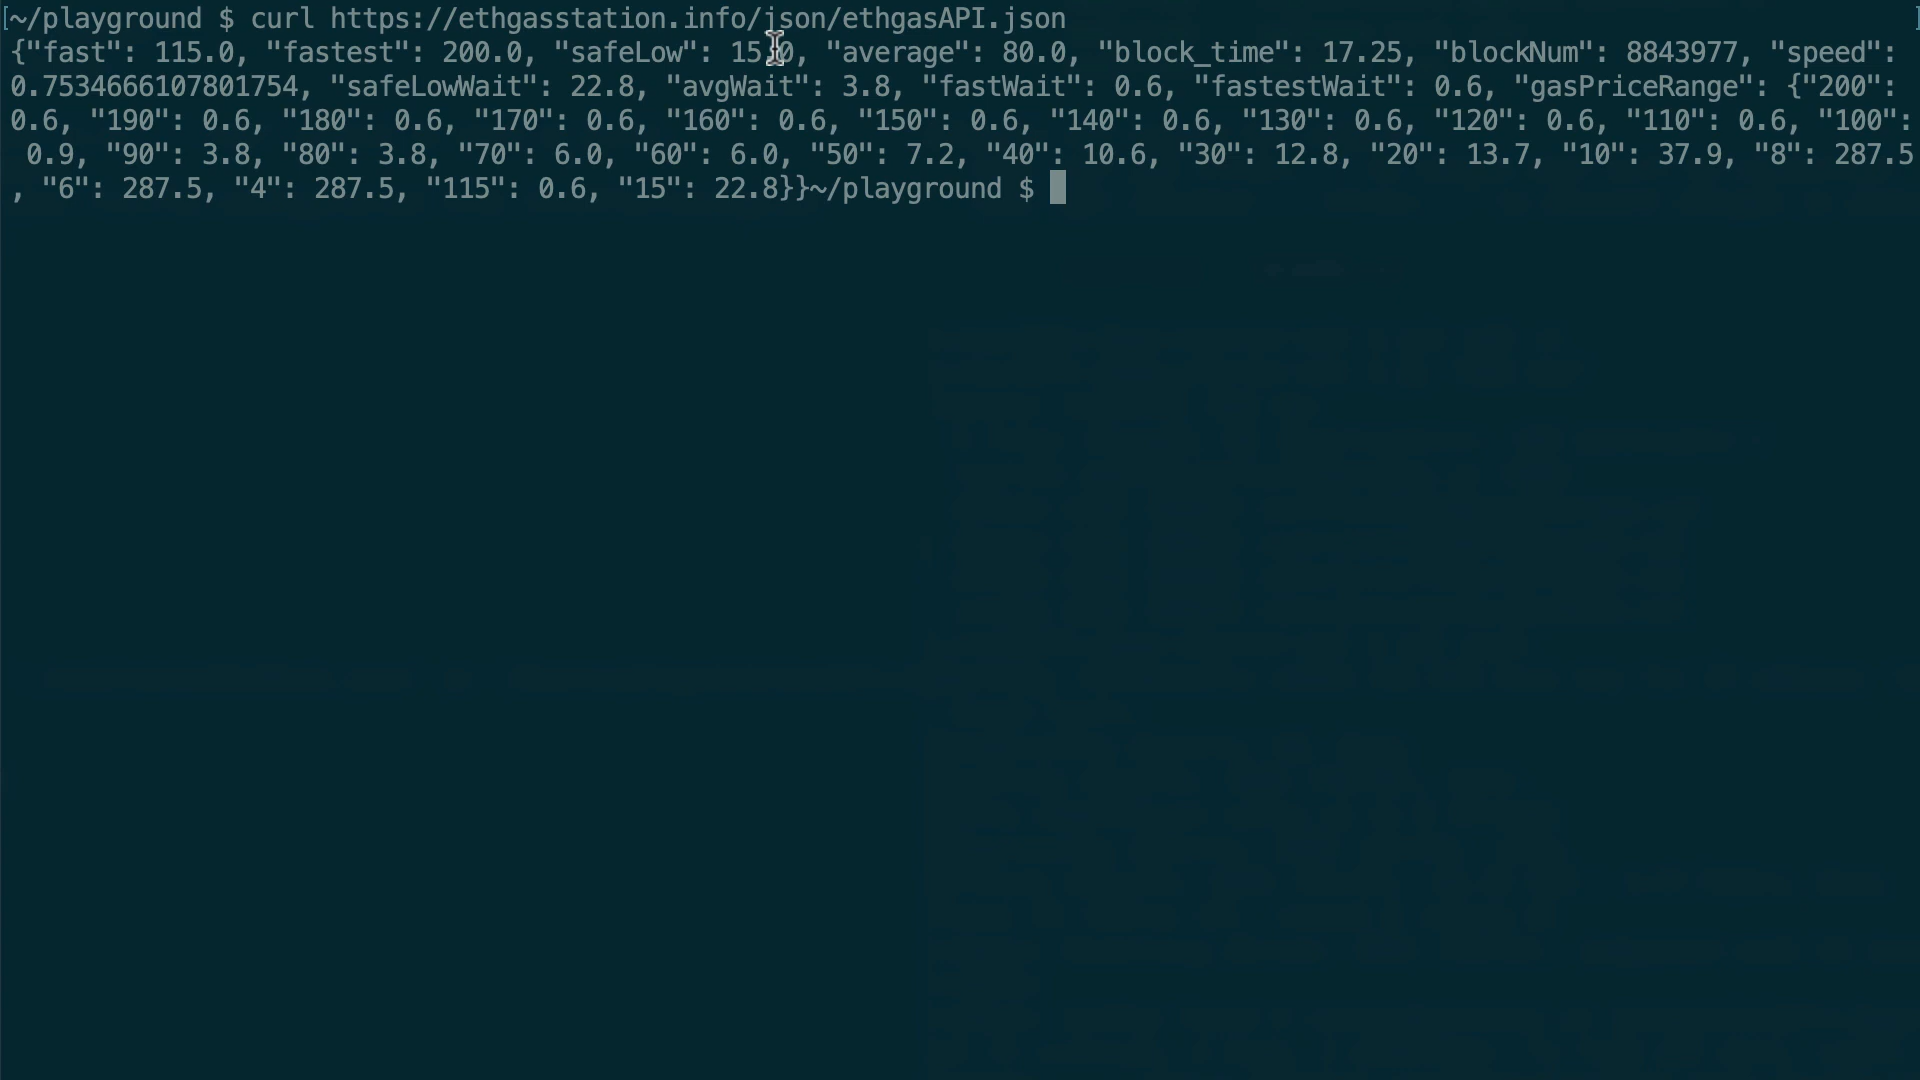 [~/playground $ curl https://ethgasstation.info/json/ethgasAPI.json ]
{"fast": 115.0, "fastest": 200.0, "safeLow": 15.0, "average": 80.0, "block_time": 17.25, "blockNum": 8843977, "speed":
0.7534666107801754, "safeLowWait": 22.8, "avgWait": 3.8, "fastWait": 0.6, "fastestWait": 0.6, "gasPriceRange": {"200":
0.6, "190": 0.6, "180": 0.6, "170": 0.6, "160": 0.6, "150": 0.6, "140": 0.6, "130": 0.6, "120": 0.6, "110": 0.6, "100":
0.9, "90": 3.8, "80": 3.8, "70": 6.0, "60": 6.0, "50": 7.2, "40": 10.6, "30": 12.8, "20": 13.7, "10": 37.9, "8": 287.5
, "6": 287.5, "4": 287.5, "115": 0.6, "15": 22.8}}~/playground $